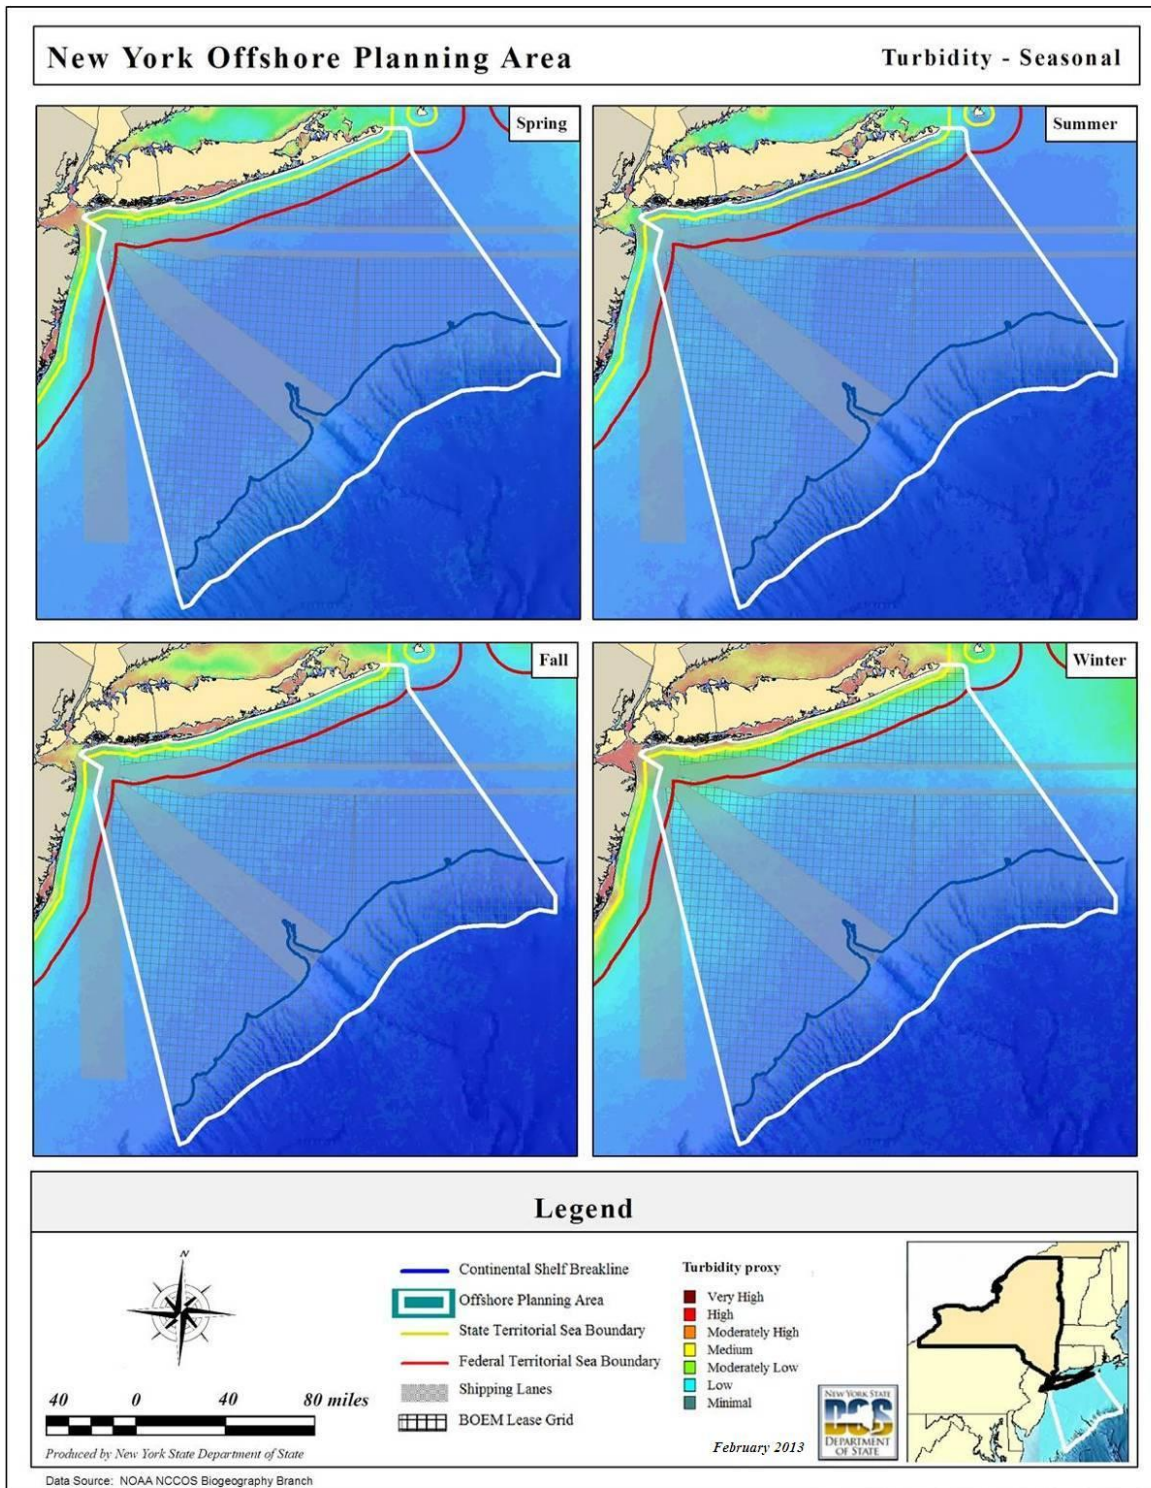 New York Offshore Planning Area
Turbidity - Seasonal
Spring
Summer
Fall
Winter
Legend
N
40 0 40 80 miles
Produced by New York State Department of State
Continental Shelf Breakline
Offshore Planning Area
State Territorial Sea Boundary
Federal Territorial Sea Boundary
Shipping Lanes
BOEM Lease Grid
Turbidity proxy
Very High
High
Moderately High
Medium
Moderately Low
Low
Minimal
February 2013
NEW YORK STATE
DOS
DEPARTMENT
OF STATE
Data Source: NOAA NCCOS Biogeography Branch